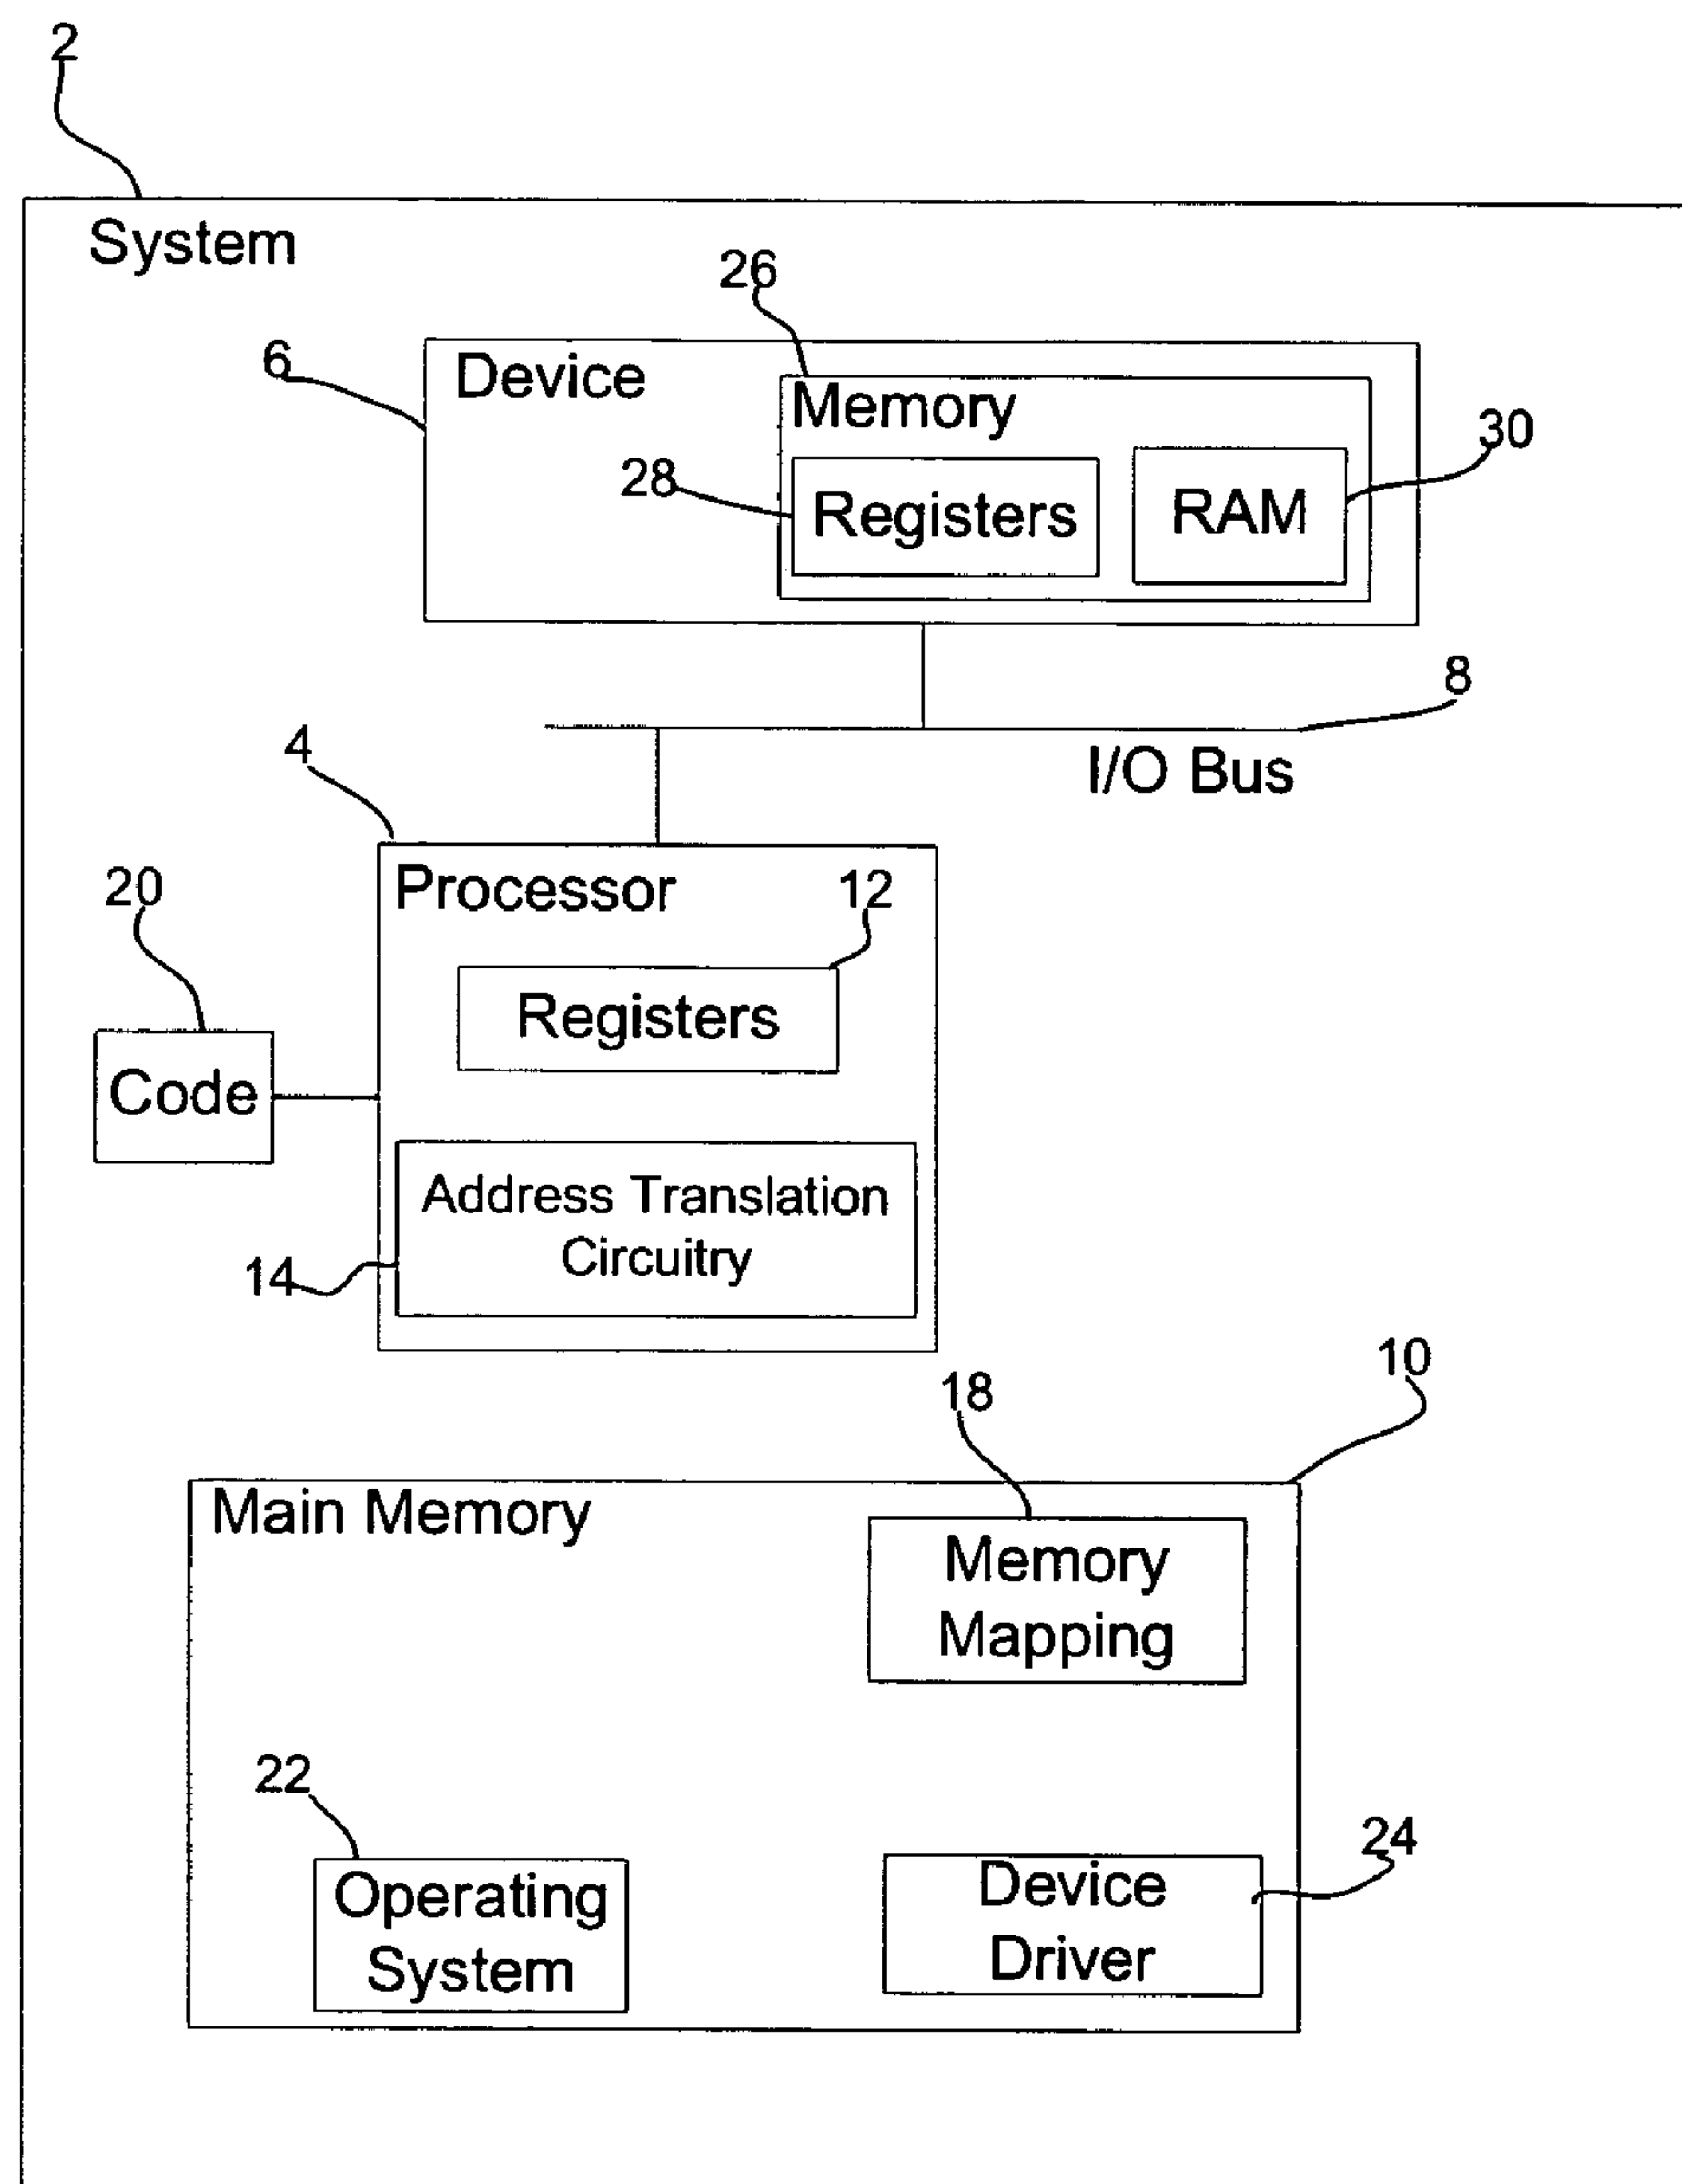 2
System
26
6
Device
Memory
30
28
Registers
RAM
8
I/O Bus
4
Processor
12
20
Registers
Code
Address Translation
Circuitry
14
10
18
Main Memory
Memory
Mapping
22
24
Operating
System
Device
Driver